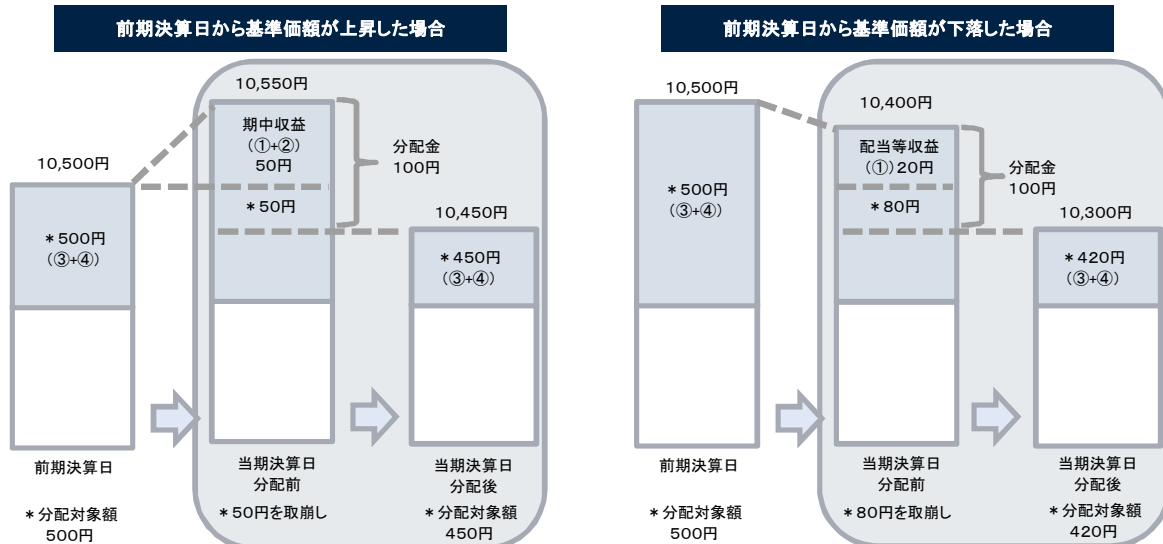 前期決算日から基準価額が上昇した場合
10,500円
*500円
(③+④)
前期決算日
*分配対象額
500円
10,550円
期中収益
(①+②)
50円
*50円
分配金
100円
当期決算日
分配前
*50円を取崩し
10,450円
*450円
(③+④)
当期決算日
分配後
*分配対象額
450円
前期決算日から基準価額が下落した場合
10,500円
*500円
(③+④)
前期決算日
*分配対象額
500円
10,400円
配当等収益
(①)20円
*80円
分配金
100円
当期決算日
分配前
*80円を取崩し
10,300円
*420円
(③+④)
当期決算日
分配後
*分配対象額
420円